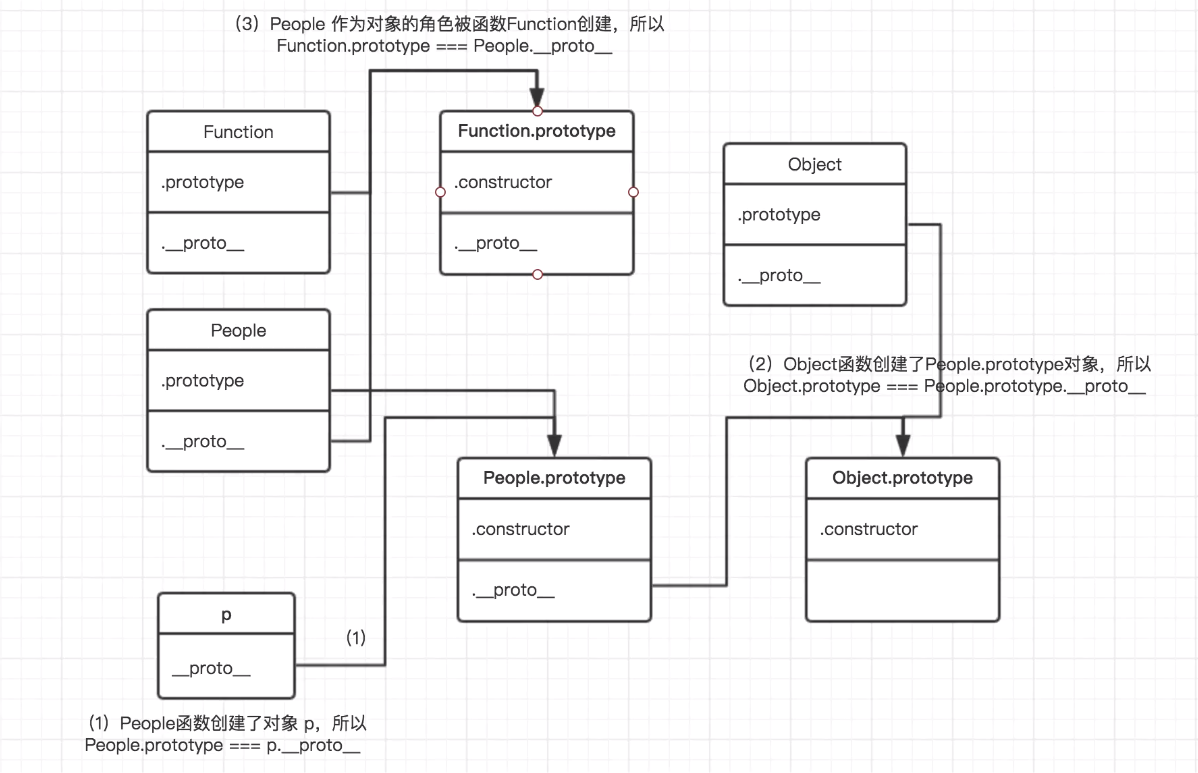 （3）People 作为对象的角色被函数Function创建，所以
Function.prototype === People.__proto__
Function
.prototype
.__proto__
Function.prototype
.constructor
.__proto__
Object
.prototype
.__proto__
People
.prototype
.__proto__
（2）Object函数创建了People.prototype对象，所以
Object.prototype === People.prototype.__proto__
People.prototype
.constructor
.__proto__
Object.prototype
.constructor
p
__proto__
（1）
（1）People函数创建了对象 p，所以
People.prototype === p.__proto__